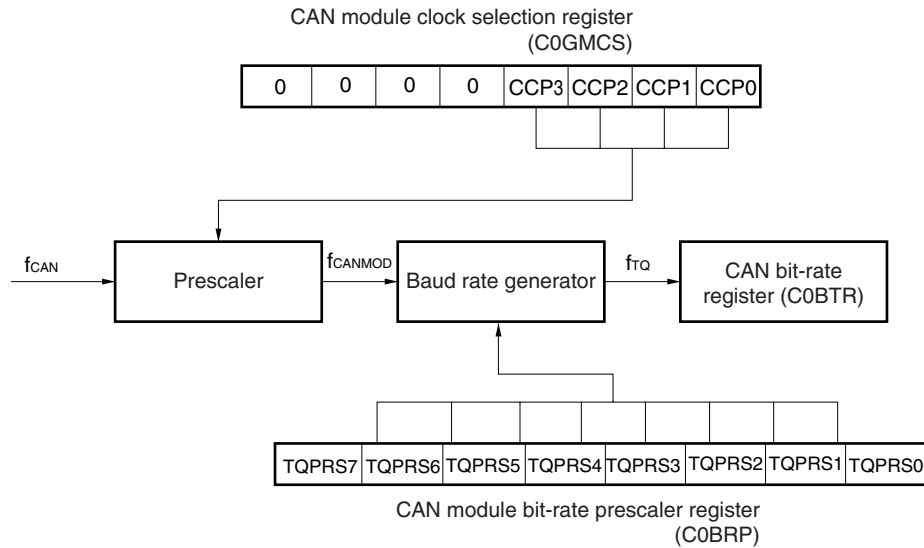 CAN module clock selection register
(C0GMCS)
0 0 0 0 CCP3 CCP2 CCP1 CCP0
fCAN
Prescaler
fCANMOD
Baud rate generator
fTQ
CAN bit-rate
register (C0BTR)
TQPRS7 TQPRS6 TQPRS5 TQPRS4 TQPRS3 TQPRS2 TQPRS1 TQPRS0
CAN module bit-rate prescaler register
(C0BRP)